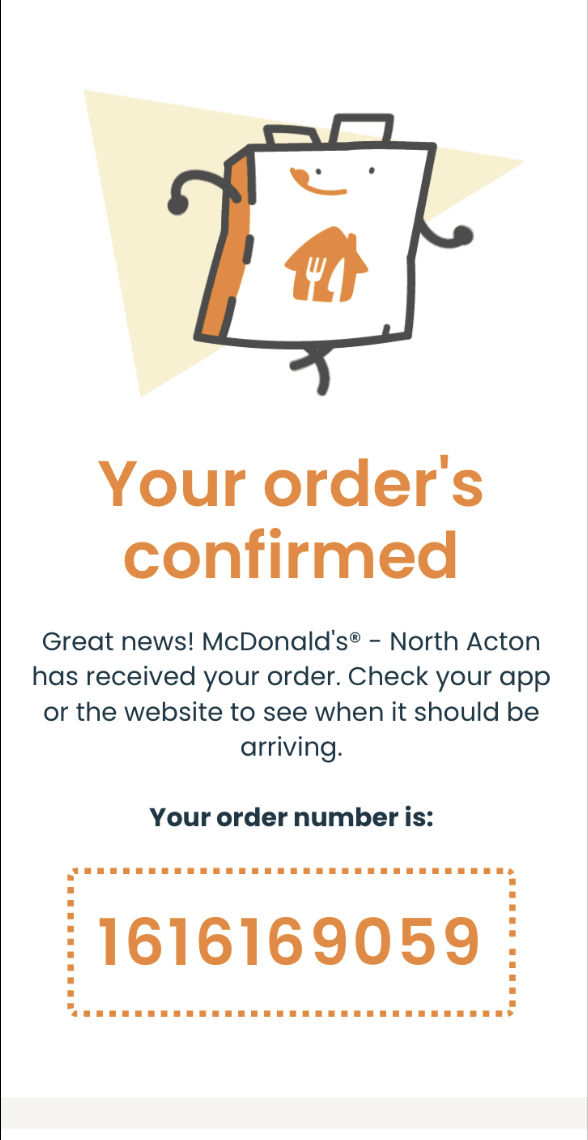 Your order's
confirmed
Great news! McDonald's® - North Acton
has received your order. Check your app
or the website to see when it should be
arriving.
Your order number is:
1616169059